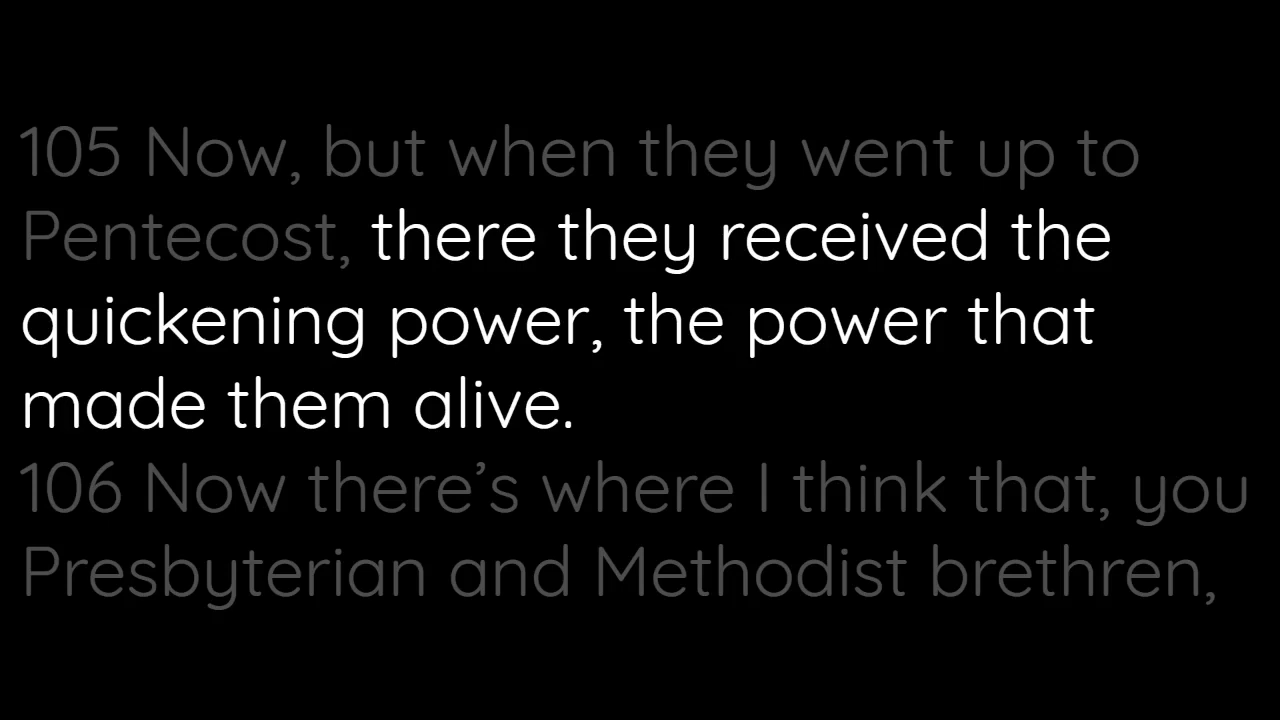 105 Now, but when they went up to
Pentecost, there they received the
quickening power, the power that
made them alive.
106 Now there’s where I think that, you
Presbyterian and Methodist brethren,